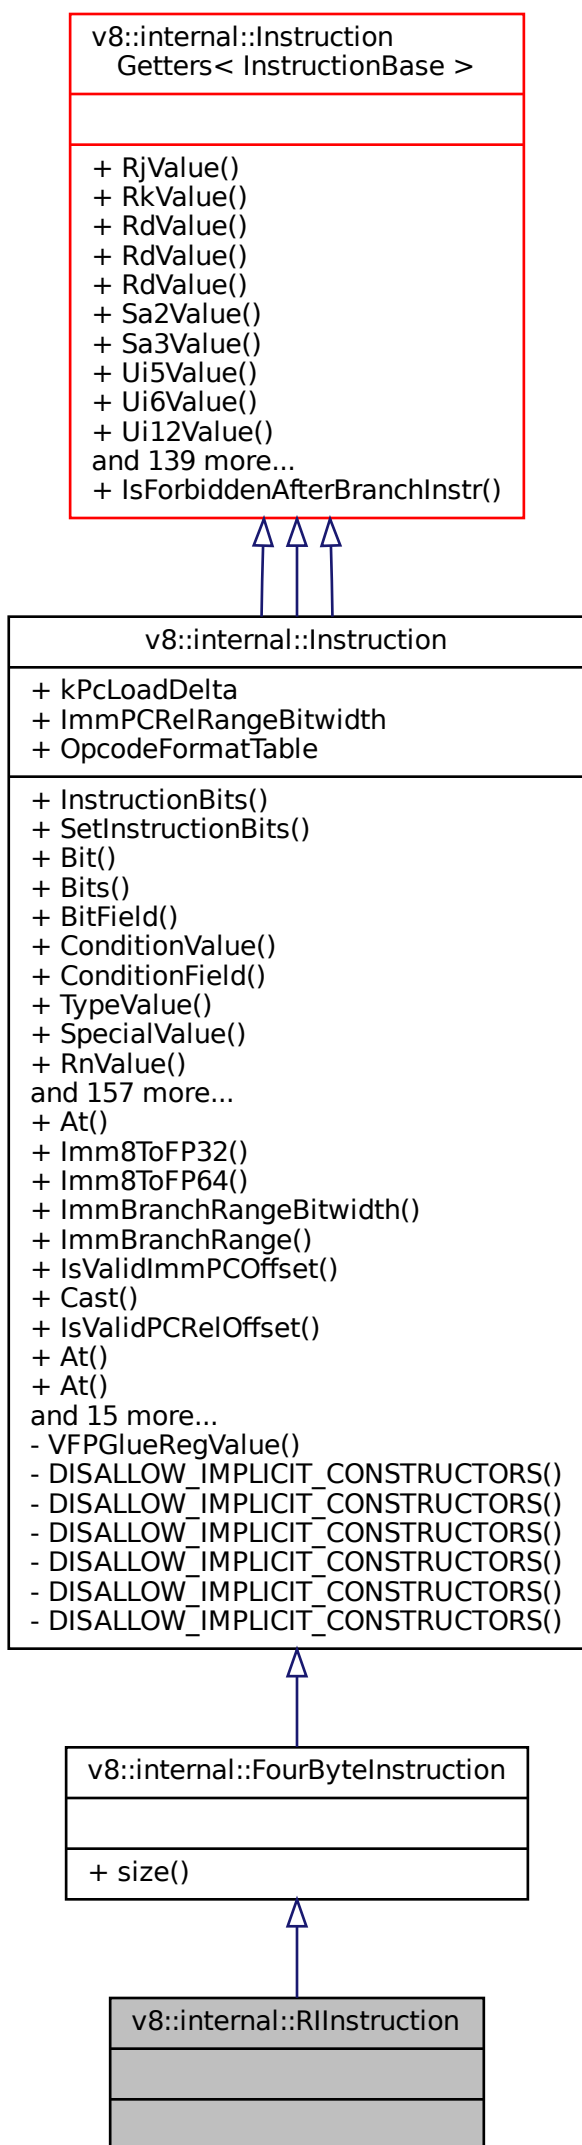 v8::internal::Instruction
Getters< InstructionBase >
+ RjValue()
+ RkValue()
+ RdValue()
+ RdValue()
+ RdValue()
+ Sa2Value()
+ Sa3Value()
+ Ui5Value()
+ Ui6Value()
+ Ui12Value()
and 139 more...
+ IsForbiddenAfterBranchInstr()
v8::internal::Instruction
+ kPcLoadDelta
+ ImmPCRelRangeBitwidth
+ OpcodeFormatTable
+ InstructionBits()
+ SetInstructionBits()
+ Bit()
+ Bits()
+ BitField()
+ ConditionValue()
+ ConditionField()
+ TypeValue()
+ SpecialValue()
+ RnValue()
and 157 more...
+ At()
+ Imm8ToFP32()
+ Imm8ToFP64()
+ ImmBranchRangeBitwidth()
+ ImmBranchRange()
+ IsValidImmPCOffset()
+ Cast()
+ IsValidPCRelOffset()
+ At()
+ At()
and 15 more...
- VFPGlueRegValue()
- DISALLOW_IMPLICIT_CONSTRUCTORS()
- DISALLOW_IMPLICIT_CONSTRUCTORS()
- DISALLOW_IMPLICIT_CONSTRUCTORS()
- DISALLOW_IMPLICIT_CONSTRUCTORS()
- DISALLOW_IMPLICIT_CONSTRUCTORS()
- DISALLOW_IMPLICIT_CONSTRUCTORS()
v8::internal::FourByteInstruction
+ size()
v8::internal::RIInstruction